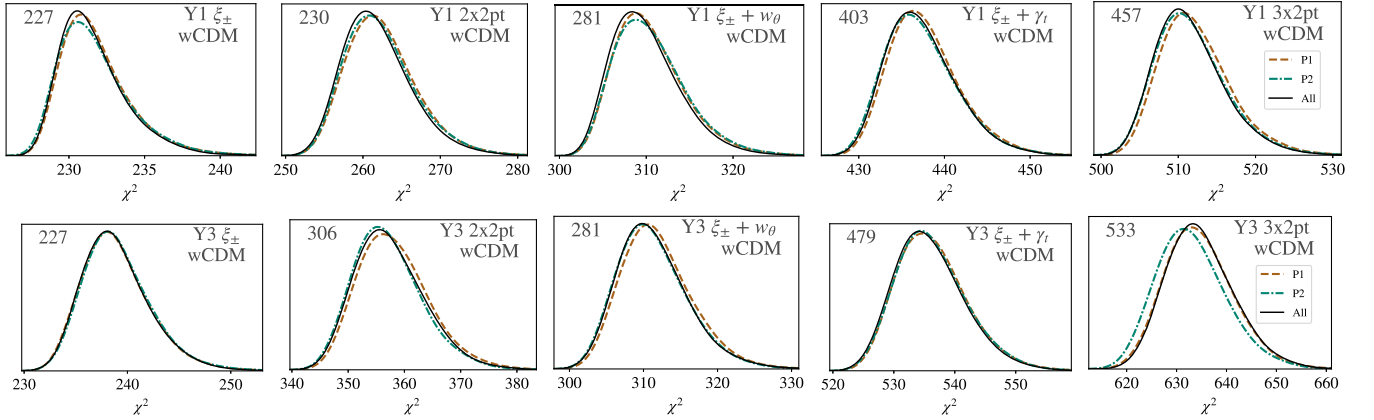 227 Y1 ξ±
wCDM
230 235 240
χ²
230 Y1 2x2pt
wCDM
250 260 270 280
χ²
281 Y1 ξ± + wθ
wCDM
300 310 320
χ²
403 Y1 ξ± + γt
wCDM
430 440 450
χ²
457 Y1 3x2pt
wCDM
P1
P2
All
500 510 520 530
χ²
227 Y3 ξ±
wCDM
230 240 250
χ²
306 Y3 2x2pt
wCDM
340 350 360 370 380
χ²
281 Y3 ξ± + wθ
wCDM
300 310 320 330
χ²
479 Y3 ξ± + γt
wCDM
520 530 540 550
χ²
533 Y3 3x2pt
wCDM
P1
P2
All
620 630 640 650 660
χ²